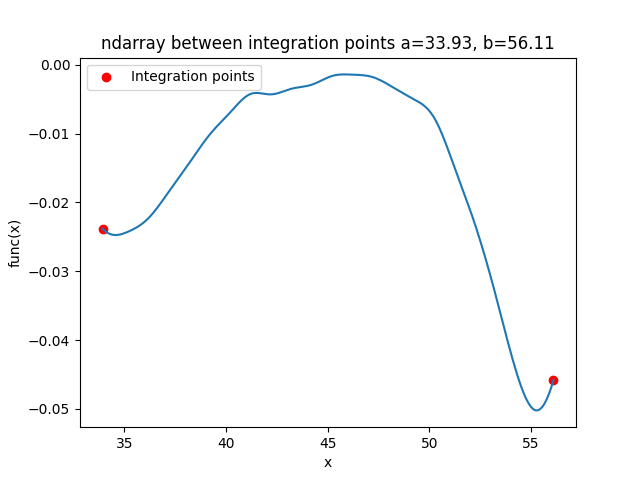 ndarray between integration points a=33.93, b=56.11
Integration points
0.00
−0.01
−0.02
−0.03
−0.04
−0.05
func(x)
35 40 45 50 55
x